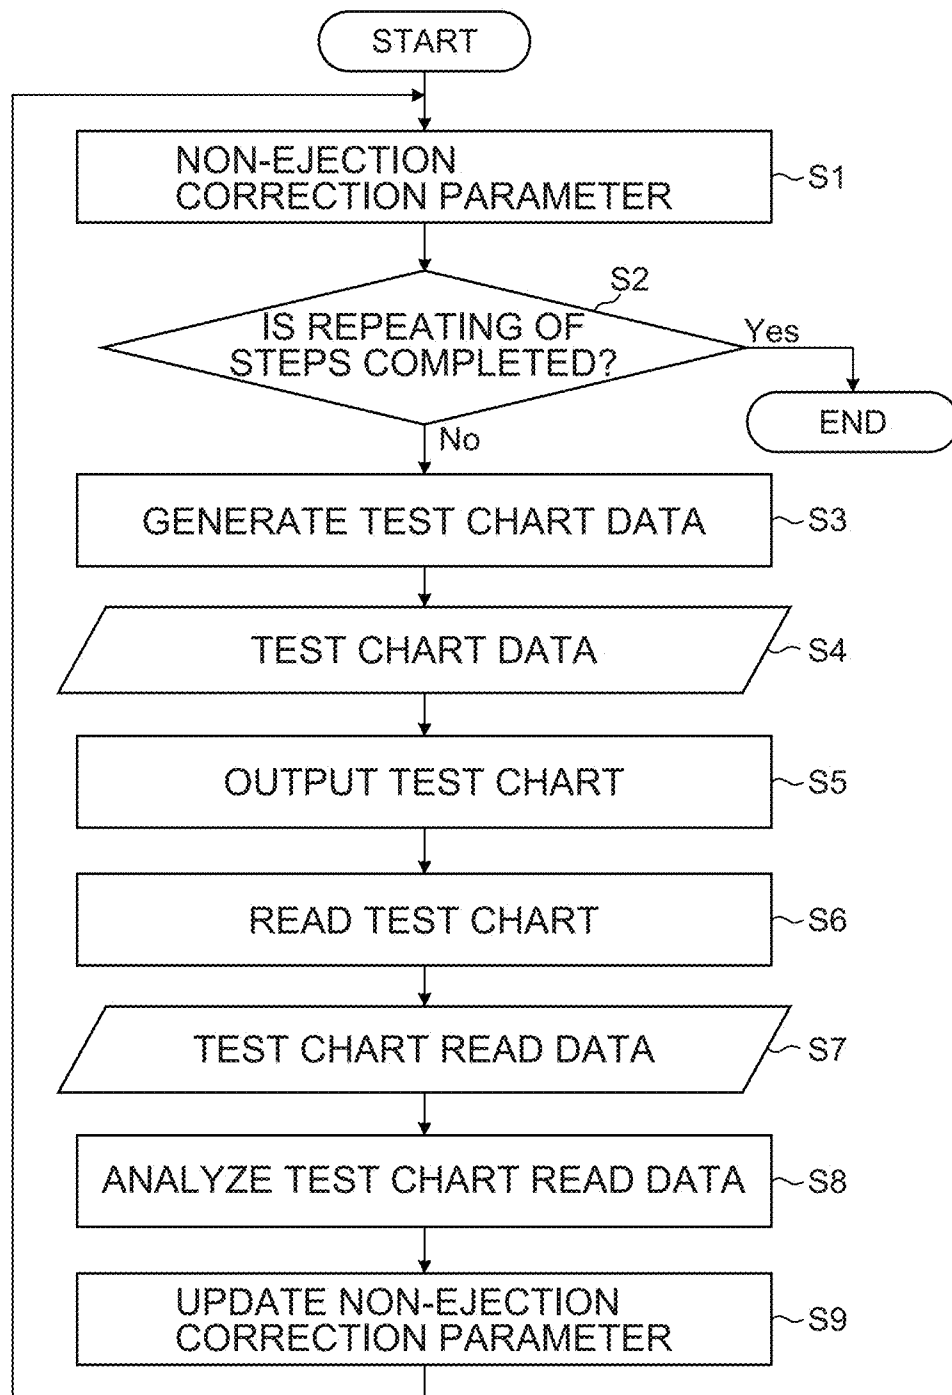 START
NON-EJECTION
CORRECTION PARAMETER
S1
S2
IS REPEATING OF
STEPS COMPLETED?
Yes
END
No
GENERATE TEST CHART DATA
S3
TEST CHART DATA
S4
OUTPUT TEST CHART
S5
READ TEST CHART
S6
TEST CHART READ DATA
S7
ANALYZE TEST CHART READ DATA
S8
UPDATE NON-EJECTION
CORRECTION PARAMETER
S9